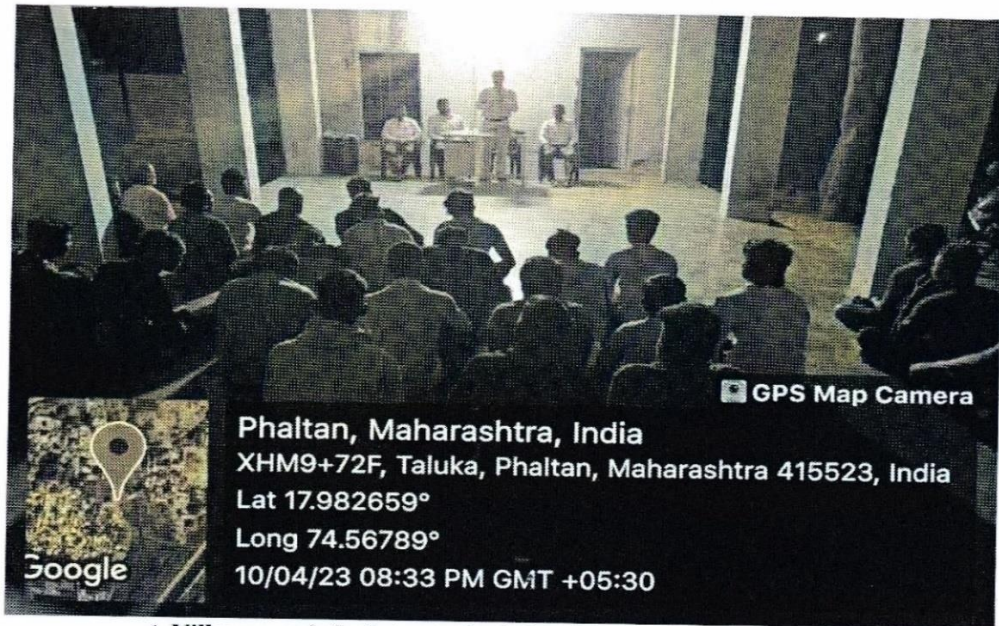 GPS Map Camera
Phaltan, Maharashtra, India
XHM9+72F, Taluka, Phaltan, Maharashtra 415523, India
Lat 17.982659°
Long 74.56789°
10/04/23 08:33 PM GMT +05:30
Google